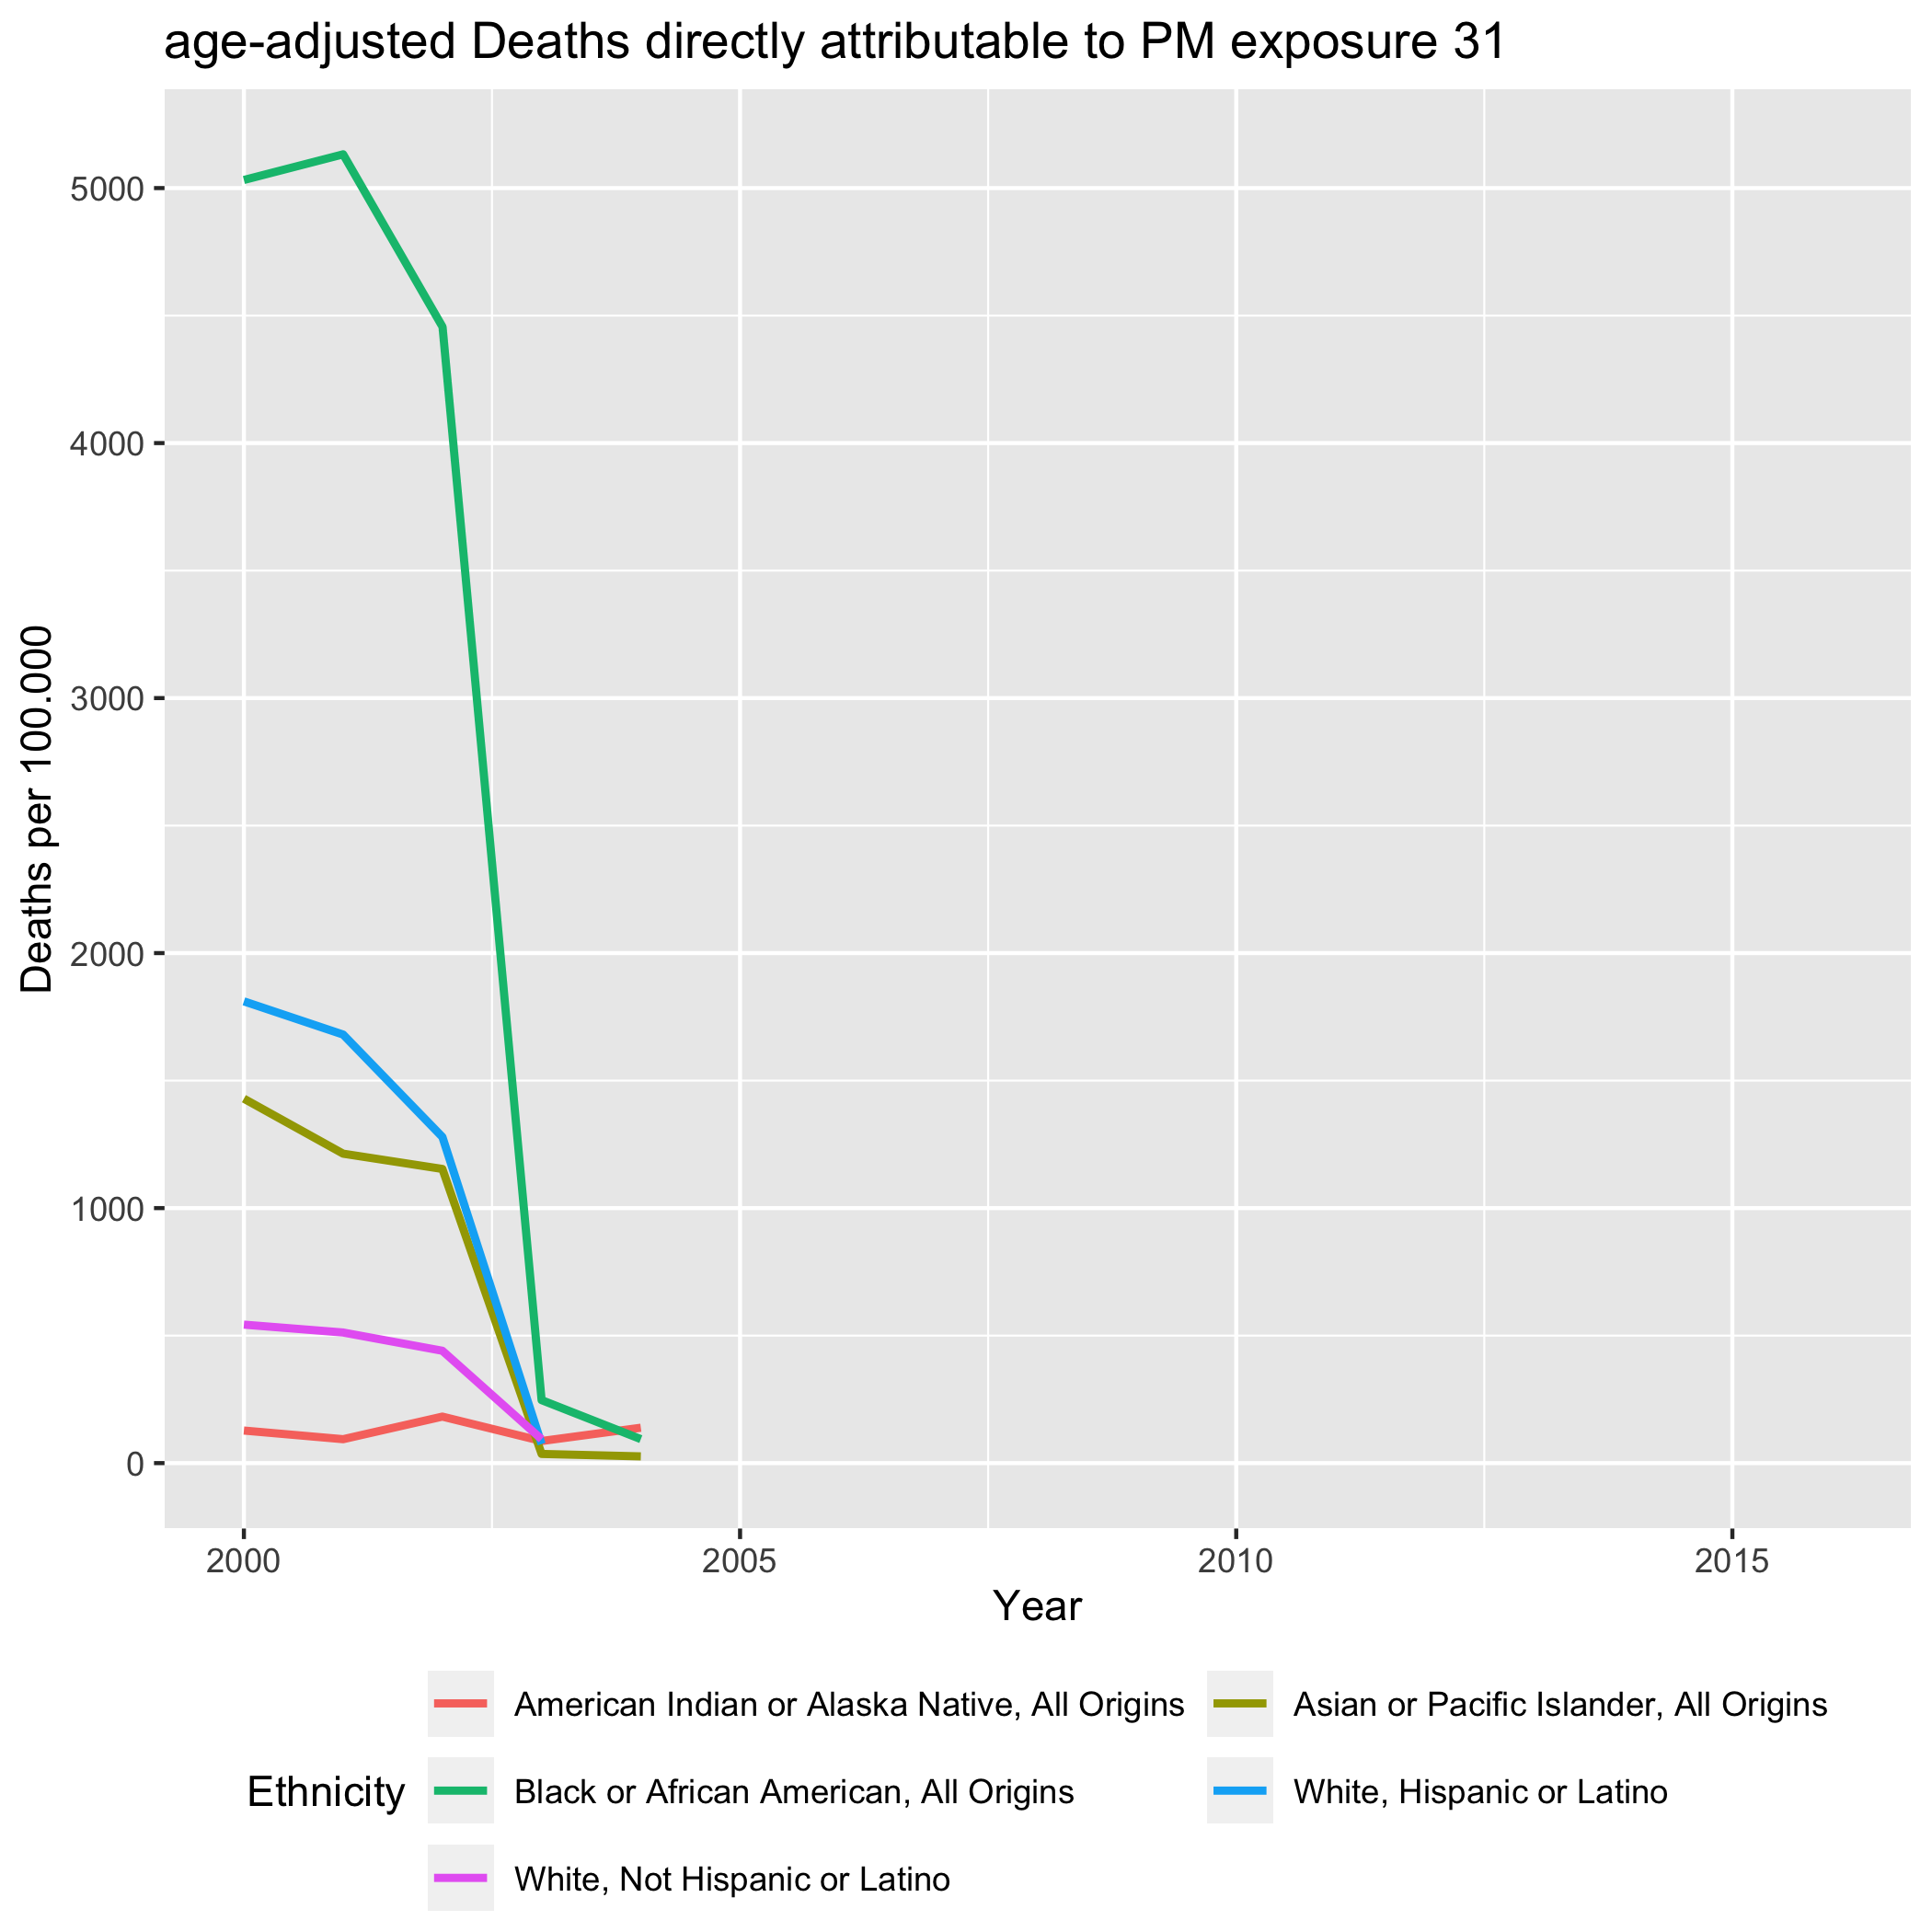 age-adjusted Deaths directly attributable to PM exposure 31
Deaths per 100.000
5000
4000
3000
2000
1000
0
2000 2005 2010 2015
Year
Ethnicity
American Indian or Alaska Native, All Origins Asian or Pacific Islander, All Origins
Black or African American, All Origins White, Hispanic or Latino
White, Not Hispanic or Latino